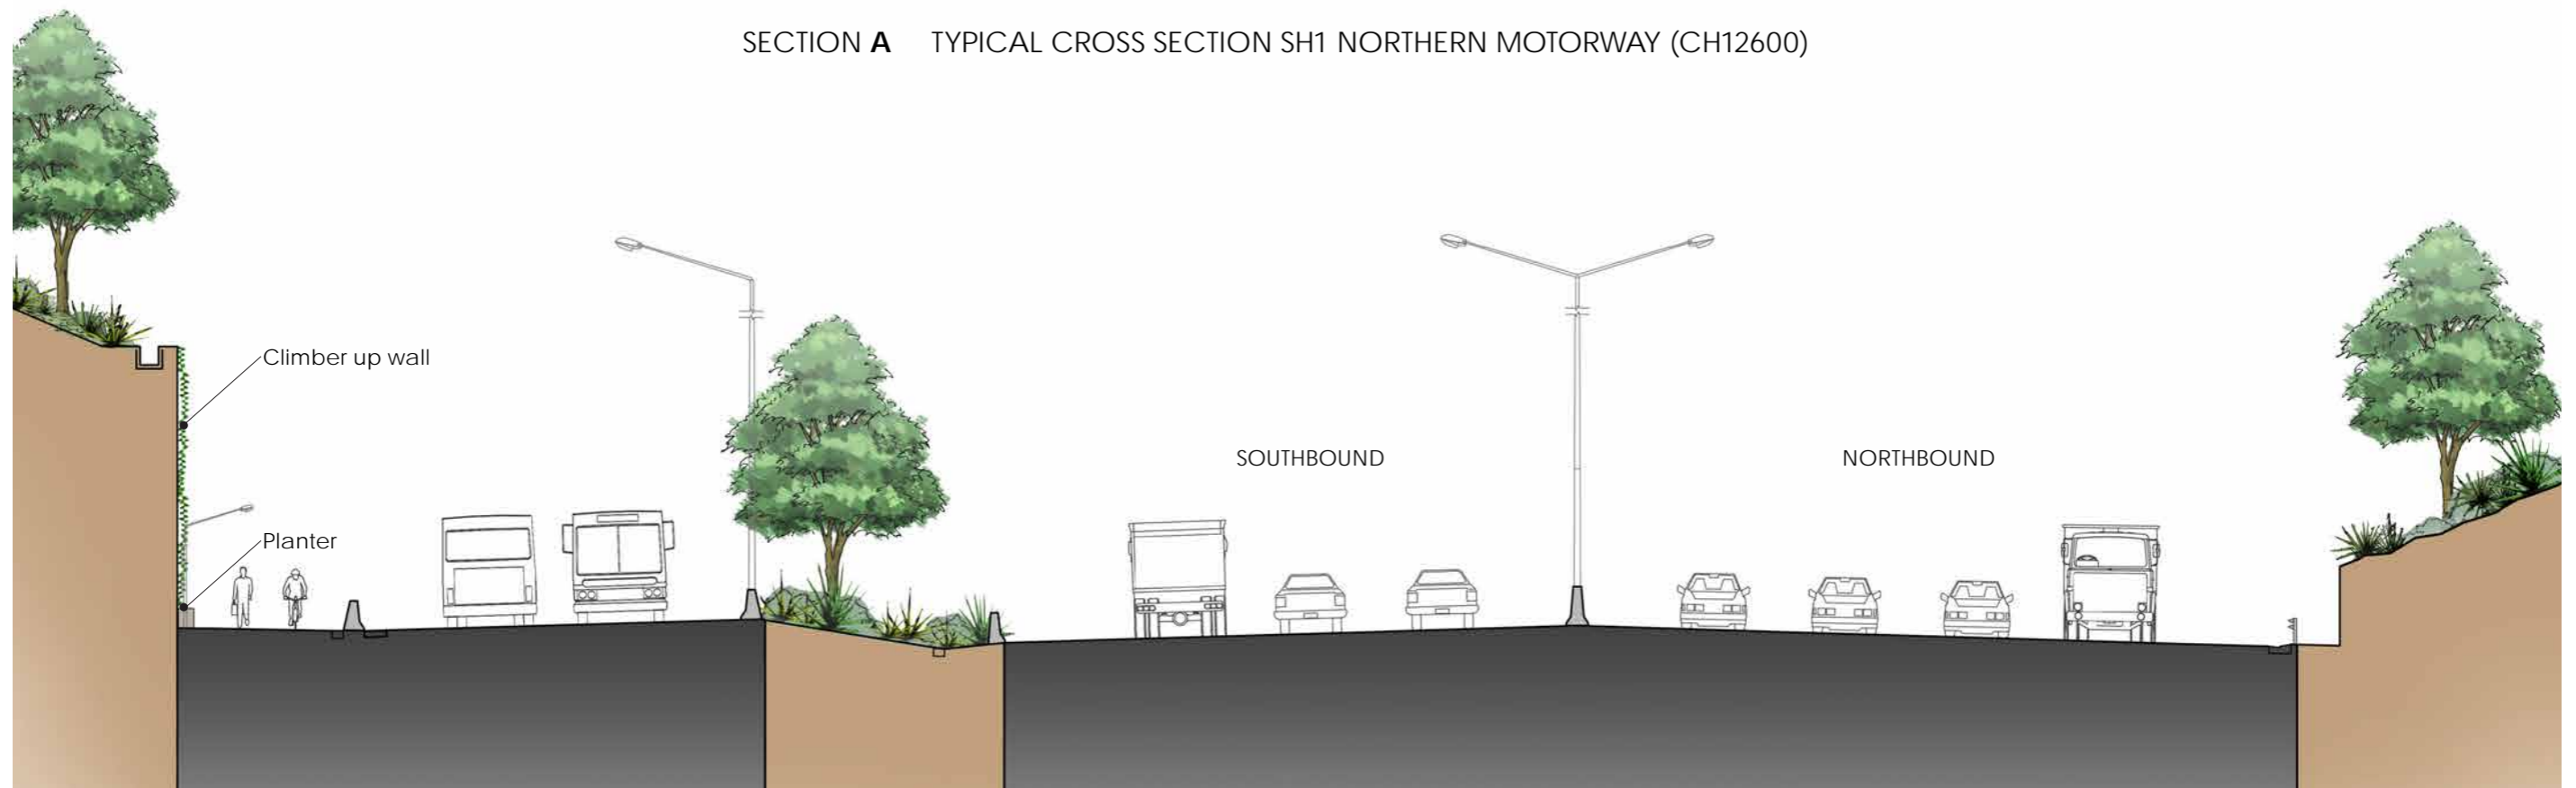 SECTION A TYPICAL CROSS SECTION SH1 NORTHERN MOTORWAY (CH12600)
Climber up wall
SOUTHBOUND
NORTHBOUND
Planter